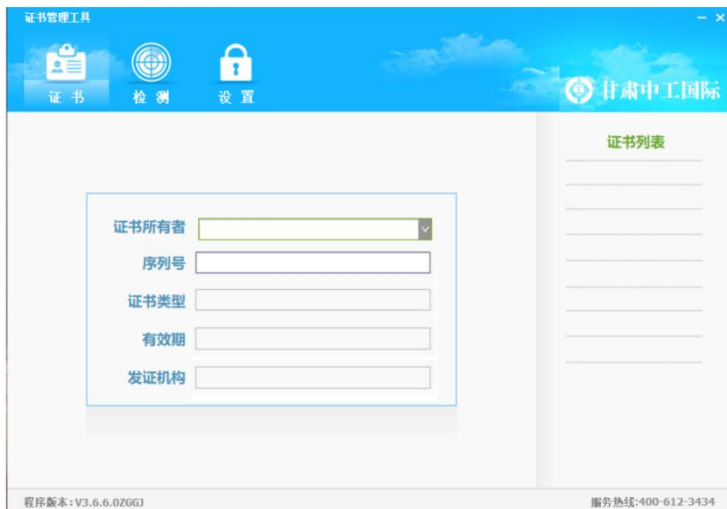 证书管理工具
证书 检测 设置
甘肃中工国际
证书列表
证书所有者
序列号
证书类型
有效期
发证机构
程序版本:V3.6.6.0ZGGJ
服务热线:400-612-3434